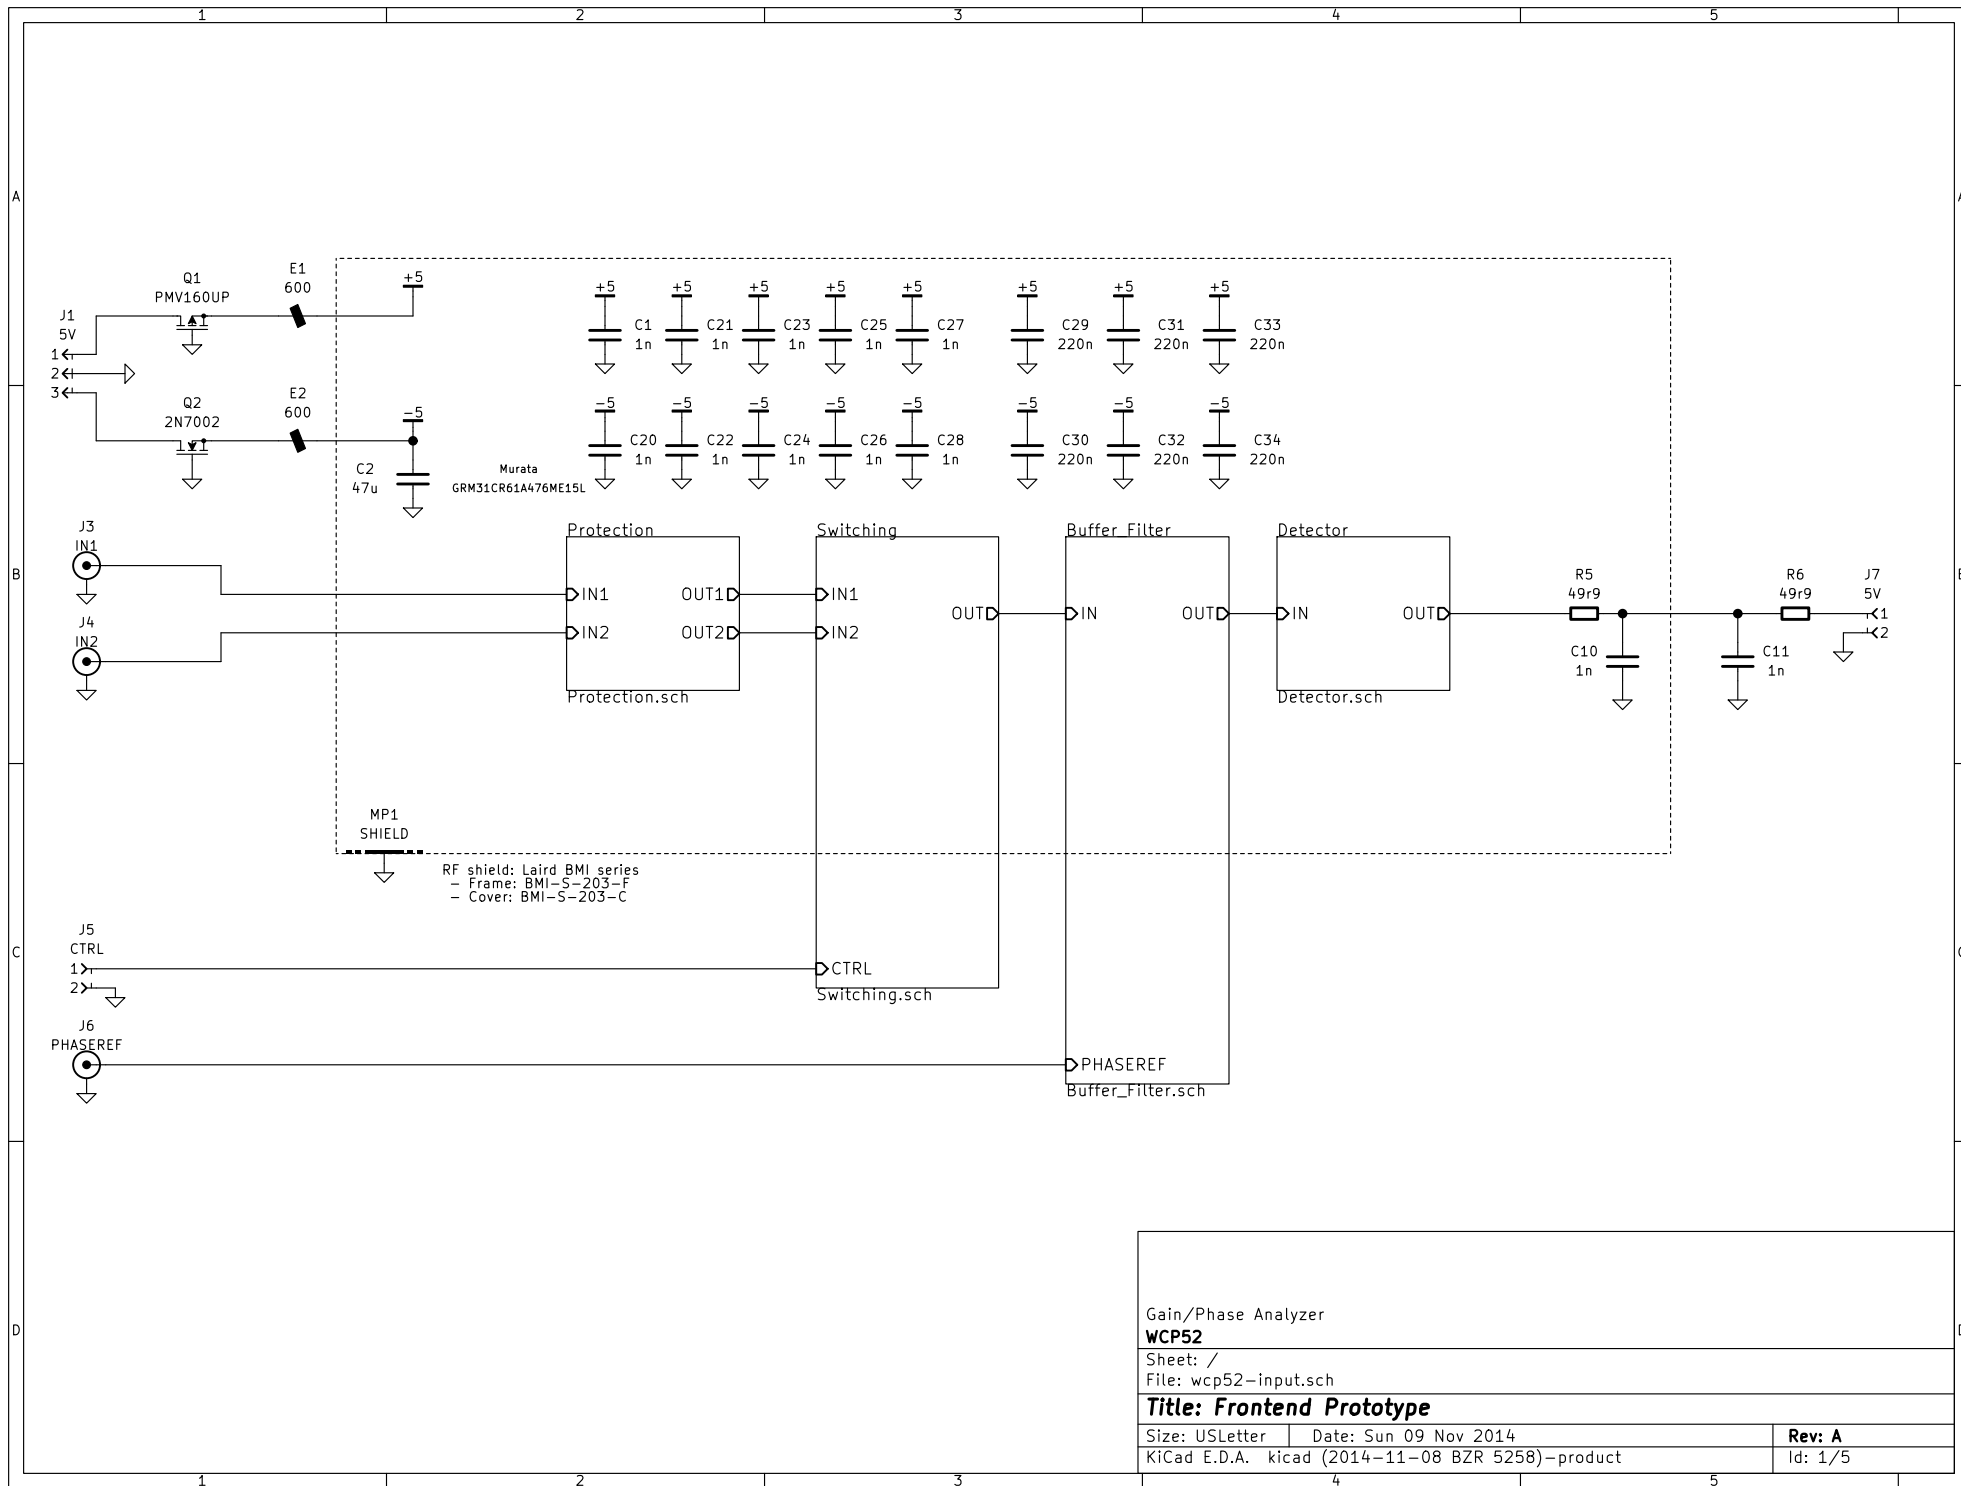 1 2 3 4 5
A A
B B
C C
D D
J1
5V
1
2
3
Q1
PMV160UP
E1
600
+5
Q2
2N7002
E2
600
-5
C2
47u
Murata
GRM31CR61A476ME15L
+5 +5 +5 +5 +5 +5 +5 +5
C1 C21 C23 C25 C27 C29 C31 C33
1n 1n 1n 1n 1n 220n 220n 220n
-5 -5 -5 -5 -5 -5 -5 -5
C20 C22 C24 C26 C28 C30 C32 C34
1n 1n 1n 1n 1n 220n 220n 220n
J3
IN1
J4
IN2
Protection
IN1 OUT1
IN2 OUT2
Protection.sch
Switching
IN1
OUT
IN2
CTRL
Switching.sch
Buffer_Filter
IN OUT
PHASEREF
Buffer_Filter.sch
Detector
IN OUT
Detector.sch
R5
49r9
C10
1n
C11
1n
R6
49r9
J7
5V
1
2
MP1
SHIELD
RF shield: Laird BMI series
- Frame: BMI-S-203-F
- Cover: BMI-S-203-C
J5
CTRL
1
2
J6
PHASEREF
Gain/Phase Analyzer
WCP52
Sheet: /
File: wcp52-input.sch
Title: Frontend Prototype
Size: USLetter Date: Sun 09 Nov 2014 Rev: A
KiCad E.D.A. kicad (2014-11-08 BZR 5258)-product Id: 1/5
1 2 3 4 5